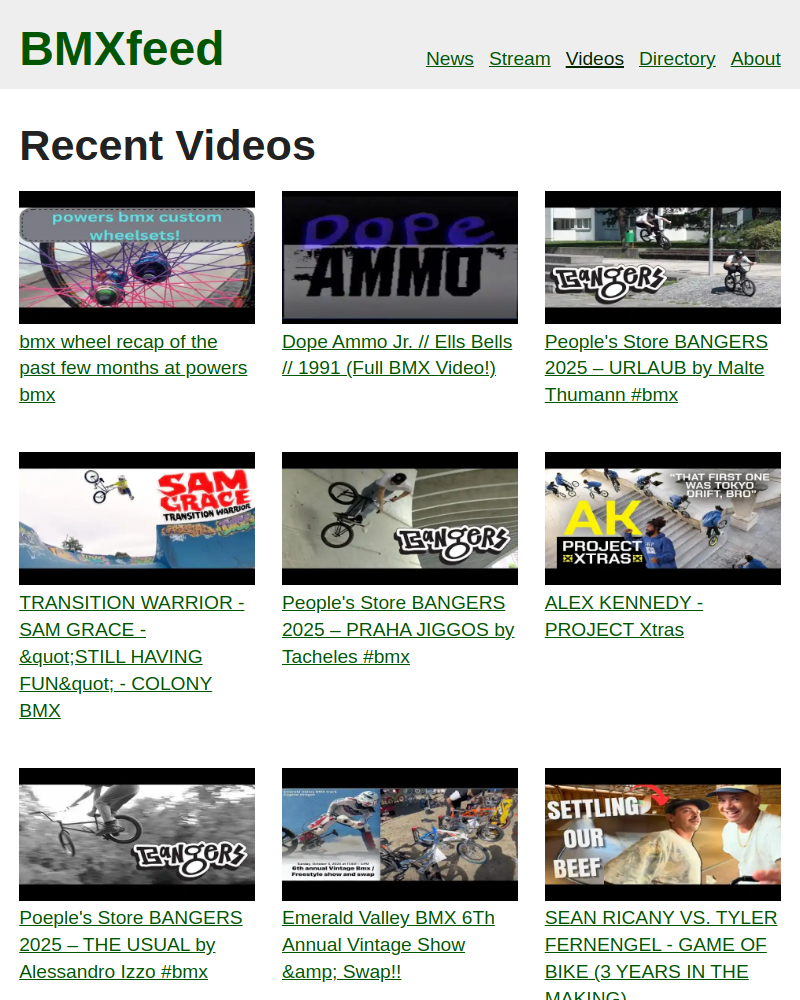 BMXfeed
News Stream Videos Directory About
Recent Videos
powers bmx custom
wheelsets!
bmx wheel recap of the
past few months at powers
bmx
Dope
AMMO
Dope Ammo Jr. // Ells Bells
// 1991 (Full BMX Video!)
BANGERS
People's Store BANGERS
2025 – URLAUB by Malte
Thumann #bmx
SAM
GRACE
TRANSITION WARRIOR
TRANSITION WARRIOR -
SAM GRACE -
&quot;STILL HAVING
FUN&quot; - COLONY
BMX
BANGERS
People's Store BANGERS
2025 – PRAHA JIGGOS by
Tacheles #bmx
"THAT FIRST ONE
WAS TOKYO
DRIFT, BRO"
AK
PROJECT
XTRAS
ALEX KENNEDY -
PROJECT Xtras
BANGERS
Poeple's Store BANGERS
2025 – THE USUAL by
Alessandro Izzo #bmx
6th annual Vintage Bmx /
Freestyle show and swap
Emerald Valley BMX 6Th
Annual Vintage Show
&amp; Swap!!
SETTLING
OUR
BEEF
SEAN RICANY VS. TYLER
FERNENGEL - GAME OF
BIKE (3 YEARS IN THE
MAKING)